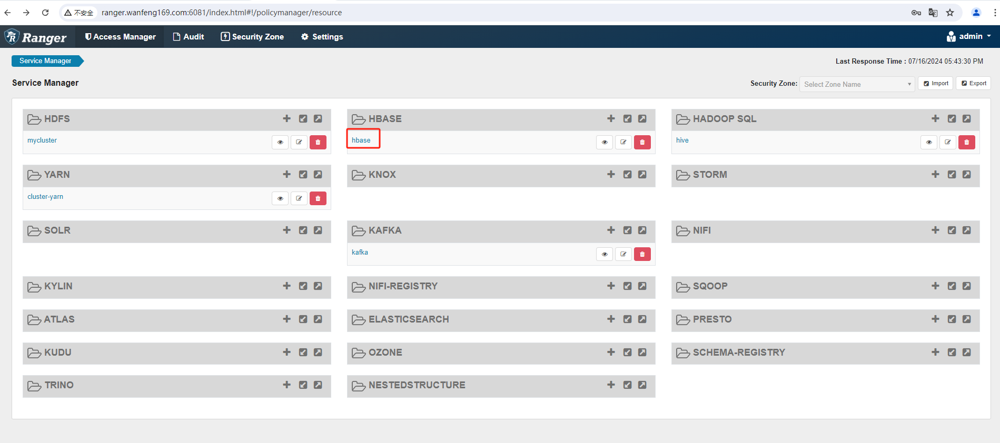 不安全 ranger.wanfeng169.com:6081/index.html#!/policymanager/resource
Ranger Access Manager Audit Security Zone Settings admin
Service Manager Last Response Time : 07/16/2024 05:43:30 PM
Service Manager Security Zone: Select Zone Name Import Export
HDFS HBASE HADOOP SQL
mycluster hbase hive
YARN KNOX STORM
cluster-yarn
SOLR KAFKA NIFI
kafka
KYLIN NIFI-REGISTRY SQOOP
ATLAS ELASTICSEARCH PRESTO
KUDU OZONE SCHEMA-REGISTRY
TRINO NESTEDSTRUCTURE